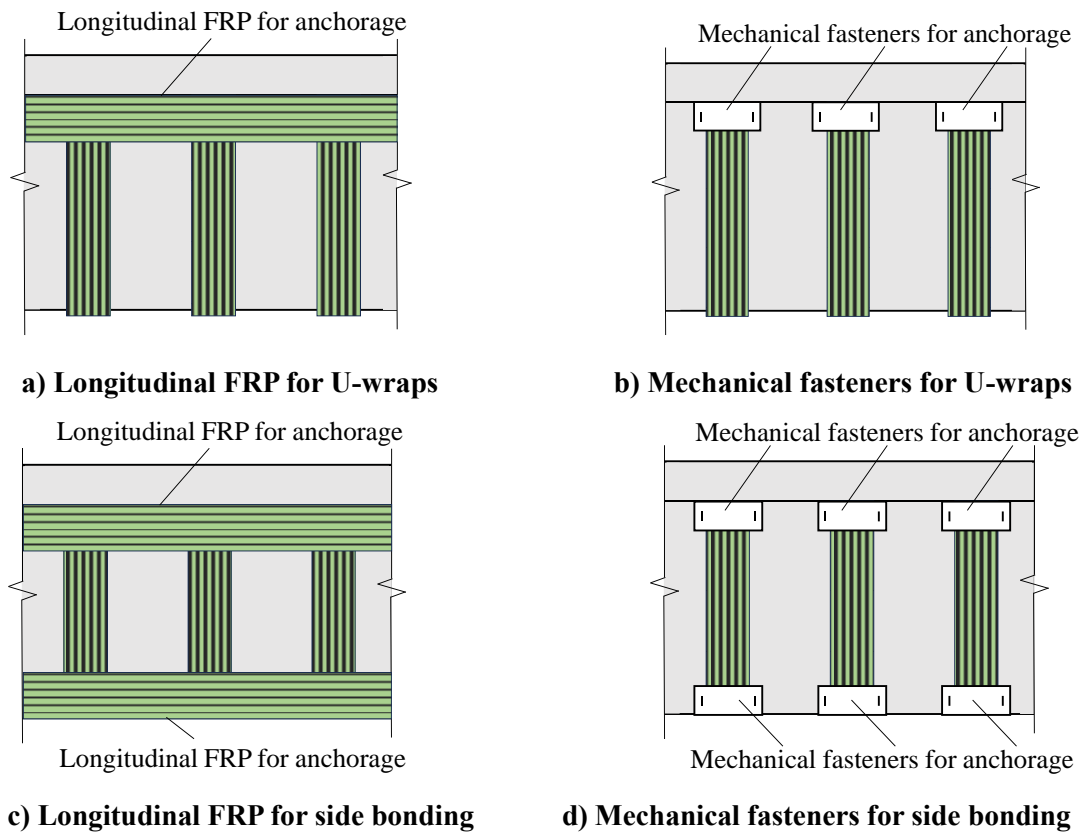 Longitudinal FRP for anchorage
Mechanical fasteners for anchorage
a) Longitudinal FRP for U-wraps
b) Mechanical fasteners for U-wraps
Longitudinal FRP for anchorage
Mechanical fasteners for anchorage
Longitudinal FRP for anchorage
Mechanical fasteners for anchorage
c) Longitudinal FRP for side bonding
d) Mechanical fasteners for side bonding